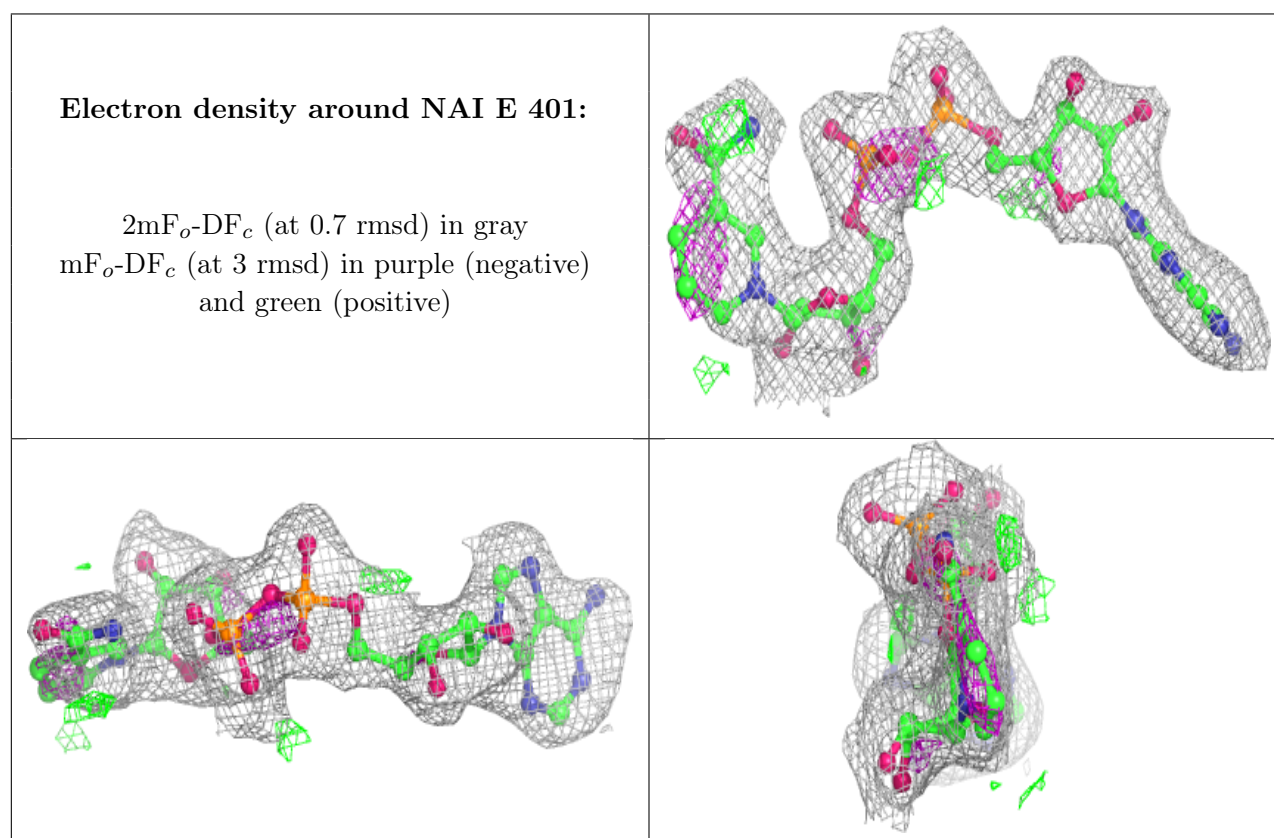 Electron density around NAI E 401:
2mFo-DFc (at 0.7 rmsd) in gray
mFo-DFc (at 3 rmsd) in purple (negative)
and green (positive)